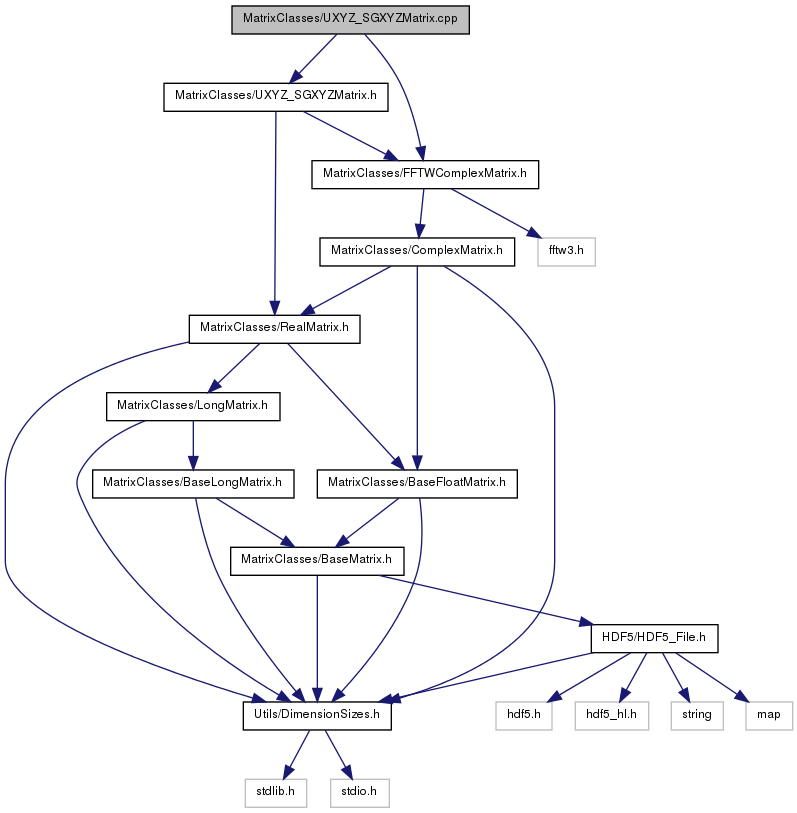 MatrixClasses/UXYZ_SGXYZMatrix.cpp
MatrixClasses/UXYZ_SGXYZMatrix.h
MatrixClasses/FFTWComplexMatrix.h
MatrixClasses/ComplexMatrix.h
fftw3.h
MatrixClasses/RealMatrix.h
MatrixClasses/LongMatrix.h
MatrixClasses/BaseLongMatrix.h
MatrixClasses/BaseFloatMatrix.h
MatrixClasses/BaseMatrix.h
HDF5/HDF5_File.h
Utils/DimensionSizes.h
hdf5.h
hdf5_hl.h
string
map
stdlib.h
stdio.h